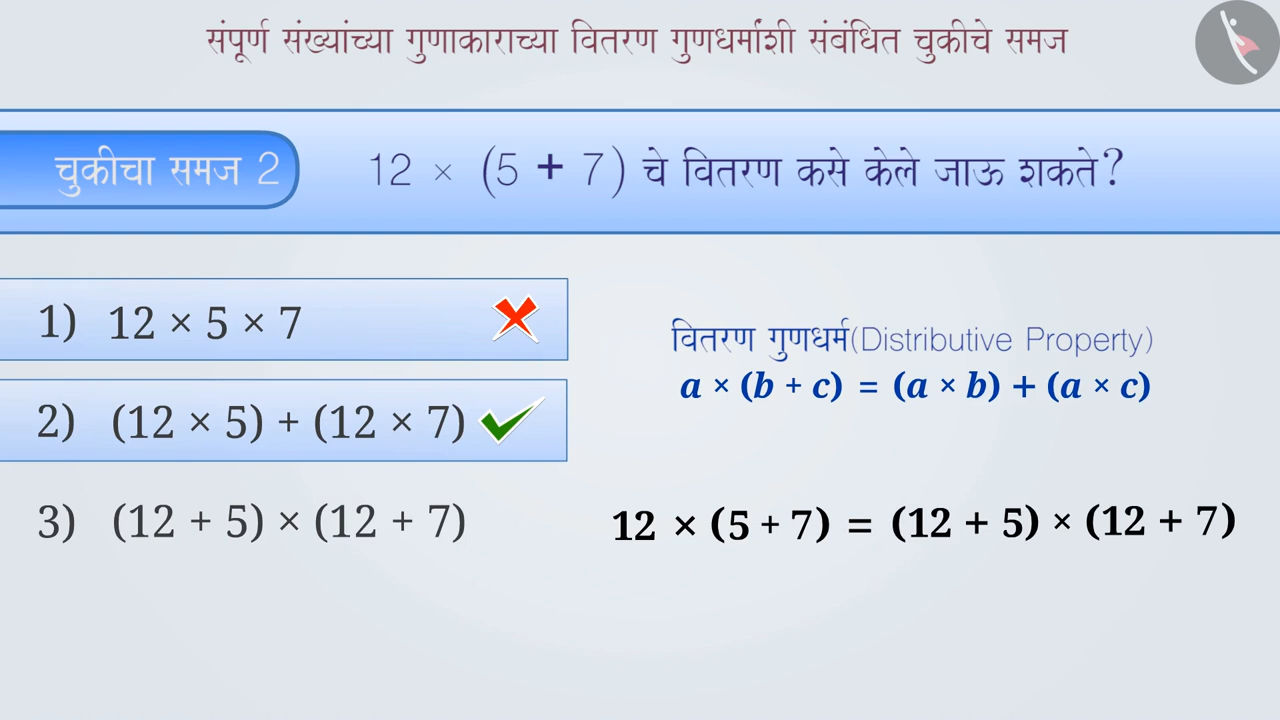 संपूर्ण संख्यांच्या गुणाकाराच्या वितरण गुणधर्मांशी संबंधित चुकीचे समज
चुकीचा समज 2
12 × (5 + 7) चे वितरण कसे केले जाऊ शकते?
1) 12 × 5 × 7
2) (12 × 5) + (12 × 7)
3) (12 + 5) × (12 + 7)
वितरण गुणधर्म(Distributive Property)
a × (b + c) = (a × b) + (a × c)
12 × (5 + 7) = (12 + 5) × (12 + 7)